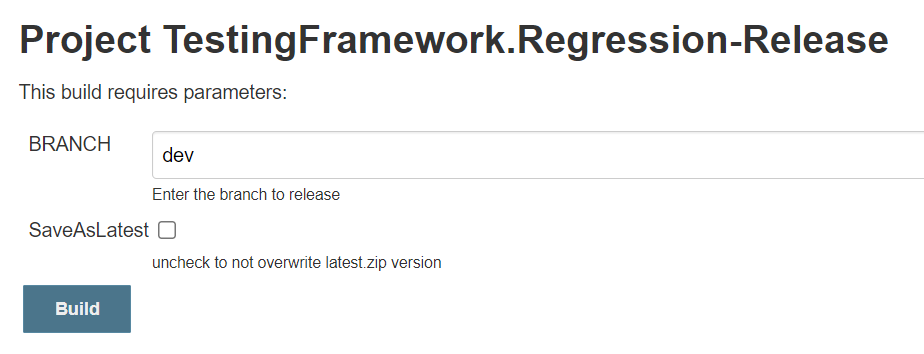 Project TestingFramework.Regression-Release
This build requires parameters:
BRANCH
dev
Enter the branch to release
SaveAsLatest
uncheck to not overwrite latest.zip version
Build